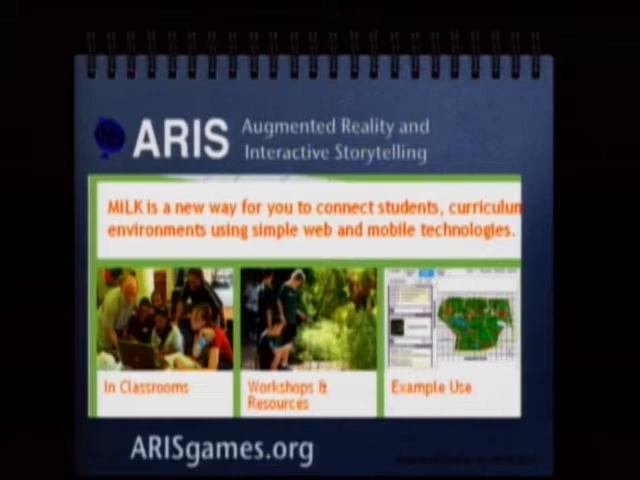 ARIS
Augmented Reality and
Interactive Storytelling
MiLK is a new way for you to connect students, curriculum
environments using simple web and mobile technologies.
In Classrooms
Workshops &
Resources
Example Use
ARISgames.org